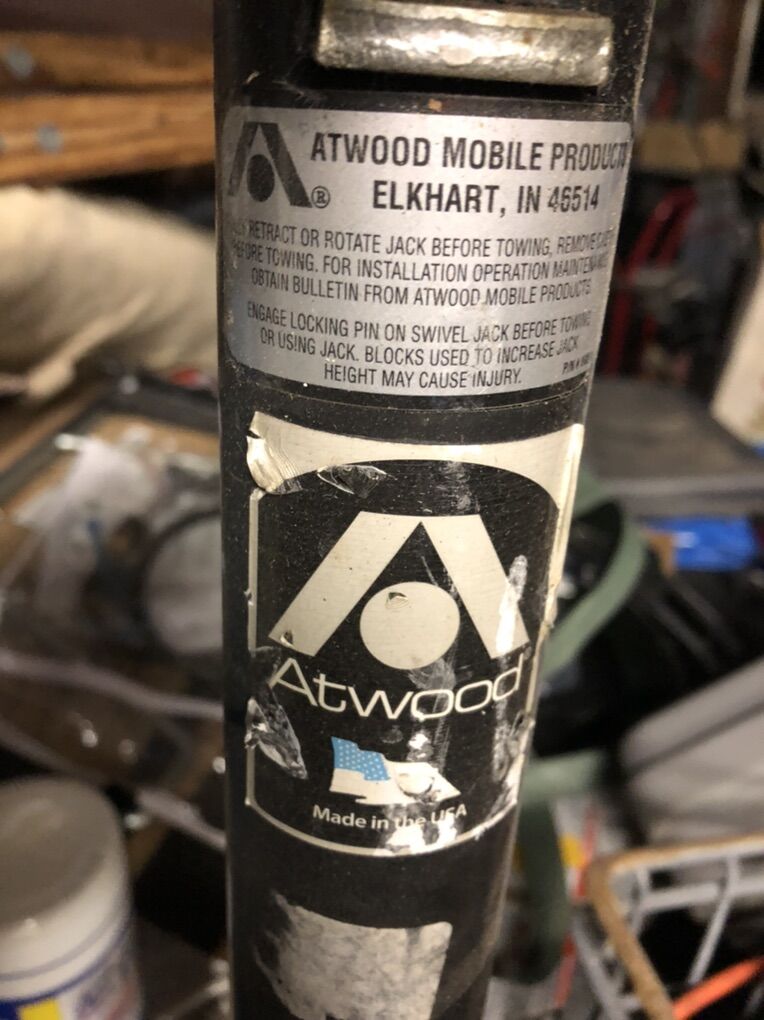 ATWOOD MOBILE PRODUCTS
®
ELKHART, IN 46514
RETRACT OR ROTATE JACK BEFORE TOWING, REMOVE
BEFORE TOWING. FOR INSTALLATION OPERATION MAINTENANCE
OBTAIN BULLETIN FROM ATWOOD MOBILE PRODUCTS
ENGAGE LOCKING PIN ON SWIVEL JACK BEFORE TOWING
OR USING JACK. BLOCKS USED TO INCREASE JACK
HEIGHT MAY CAUSE INJURY.
P/N #
Atwood
Made in the USA